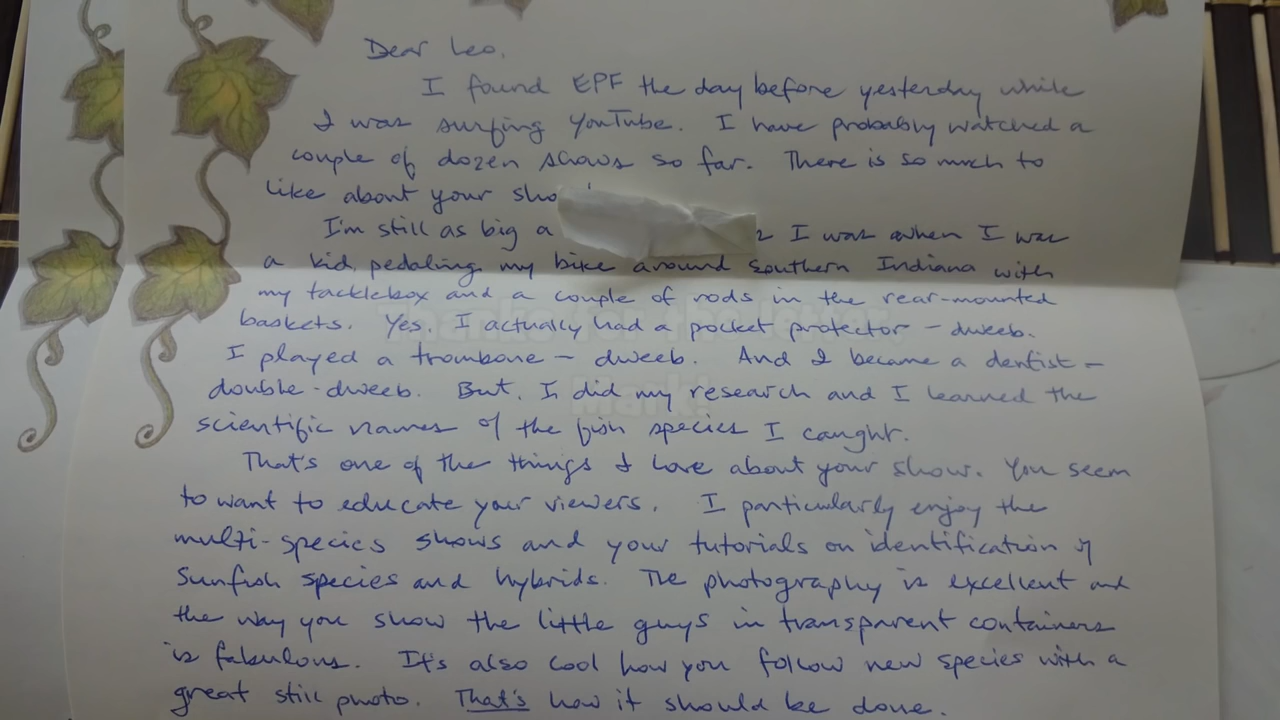 Dear Leo,
I found EPF the day before yesterday while
I was surfing YouTube. I have probably watched a
couple of dozen shows so far. There is so much to
like about your sho
I'm still as big a I was when I was
a kid, pedaling my bike around southern Indiana with
my tacklebox and a couple of rods in the rear-mounted
baskets. Yes, I actually had a pocket protector - dweeb.
I played a trombone - dweeb. And I became a dentist -
double-dweeb. But, I did my research and I learned the
scientific names of the fish species I caught.
That's one of the things I love about your show. You seem
to want to educate your viewers. I particularly enjoy the
multi-species shows and your tutorials on identification of
Sunfish species and hybrids. The photography is excellent and
the way you show the little guys in transparent containers
is fabulous. It's also cool how you follow new species with a
great still photo. That's how it should be done.